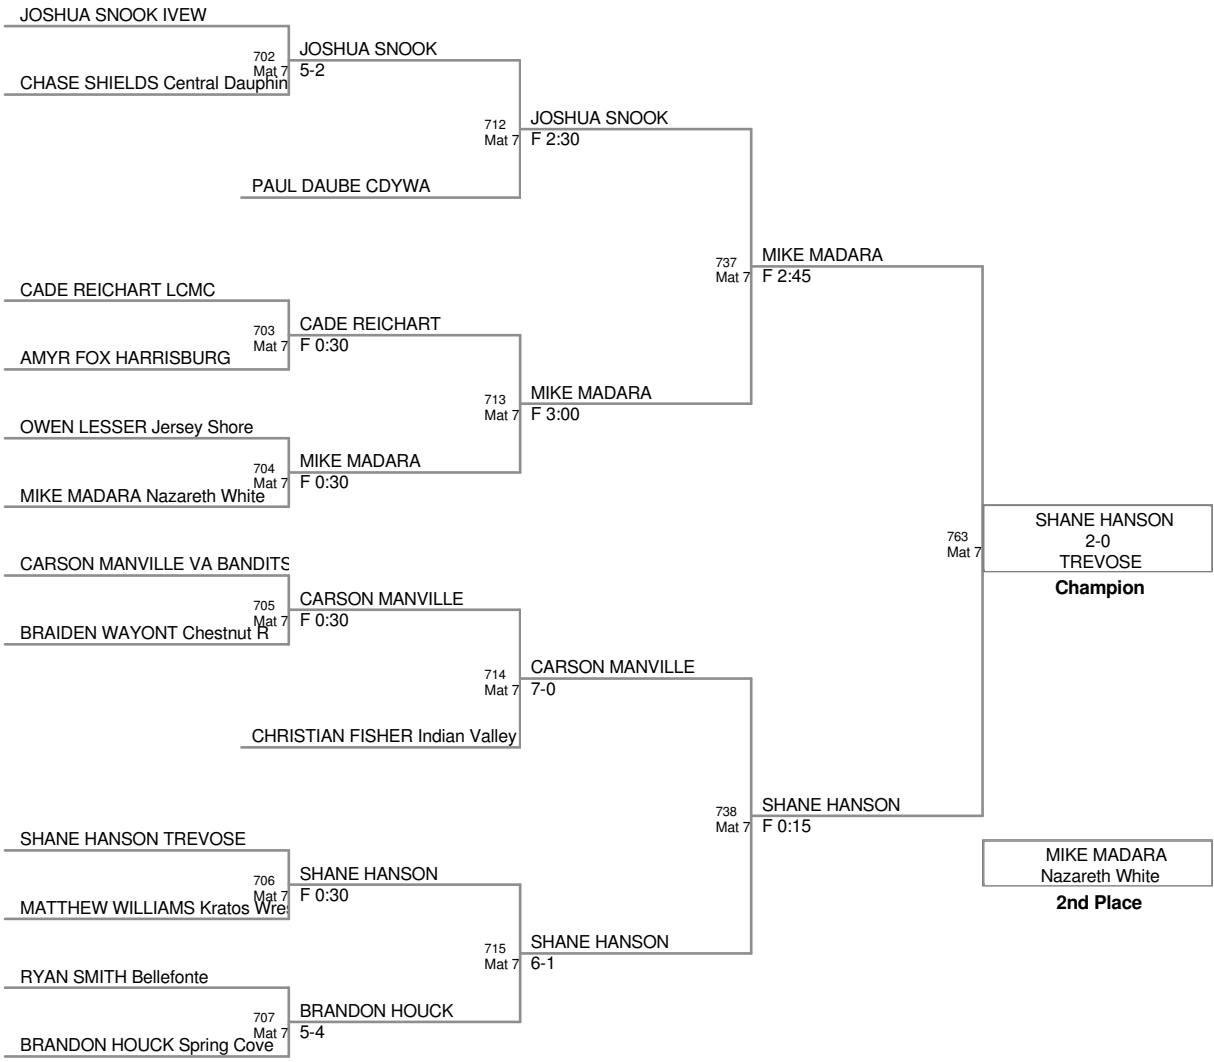 JOSHUA SNOOK IVEW
702
Mat 7
JOSHUA SNOOK
5-2
CHASE SHIELDS Central Dauphin
712
Mat 7
JOSHUA SNOOK
F 2:30
PAUL DAUBE CDYWA
737
Mat 7
MIKE MADARA
F 2:45
CADE REICHART LCMC
703
Mat 7
CADE REICHART
F 0:30
AMYR FOX HARRISBURG
713
Mat 7
MIKE MADARA
F 3:00
OWEN LESSER Jersey Shore
704
Mat 7
MIKE MADARA
F 0:30
MIKE MADARA Nazareth White
763
Mat 7
SHANE HANSON
2-0
TREVOSE
Champion
CARSON MANVILLE VA BANDITS
705
Mat 7
CARSON MANVILLE
F 0:30
BRAIDEN WAYONT Chestnut R
714
Mat 7
CARSON MANVILLE
7-0
CHRISTIAN FISHER Indian Valley
738
Mat 7
SHANE HANSON
F 0:15
SHANE HANSON TREVOSE
706
Mat 7
SHANE HANSON
F 0:30
MATTHEW WILLIAMS Kratos Wres
MIKE MADARA
Nazareth White
2nd Place
715
Mat 7
SHANE HANSON
6-1
RYAN SMITH Bellefonte
707
Mat 7
BRANDON HOUCK
5-4
BRANDON HOUCK Spring Cove